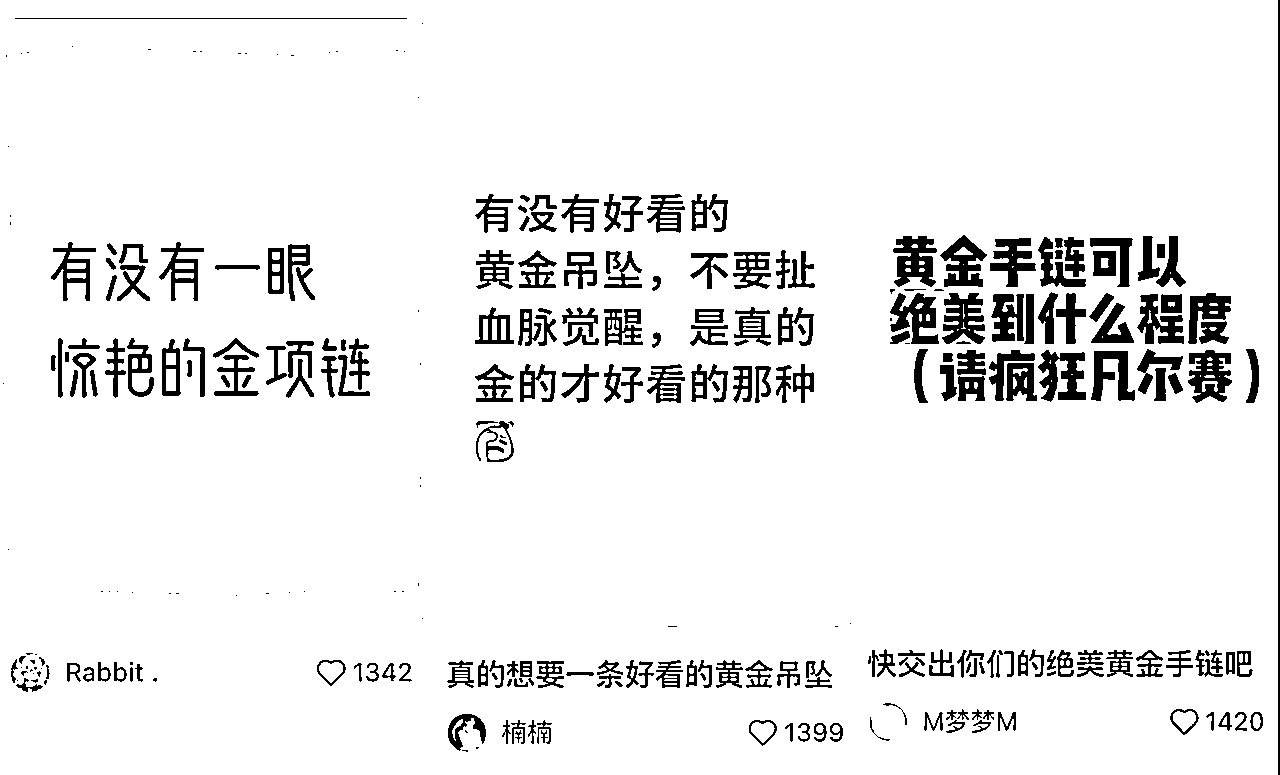 有没有一眼
惊艳的金项链
Rabbit .
1342
有没有好看的
黄金吊坠，不要扯
血脉觉醒，是真的
金的才好看的那种
真的想要一条好看的黄金吊坠
楠楠
1399
黄金手链可以
绝美到什么程度
（请疯狂凡尔赛）
快交出你们的绝美黄金手链吧
M梦梦M
1420